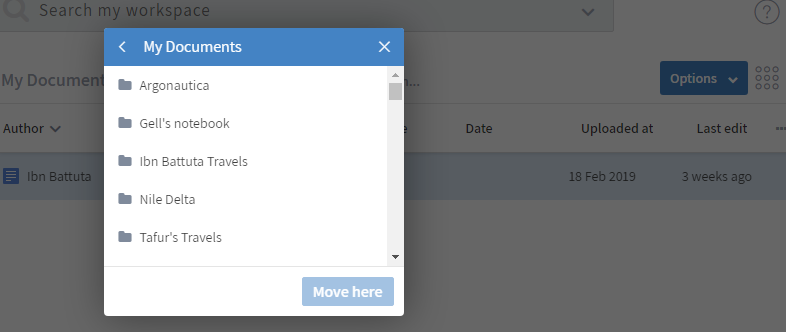 Search my workspace
My Documents
My Document
Options
Argonautica
Author
Date
Uploaded at
Last edit
Gell's notebook
Ibn Battuta Travels
Ibn Battuta
18 Feb 2019
3 weeks ago
Nile Delta
Tafur's Travels
Move here